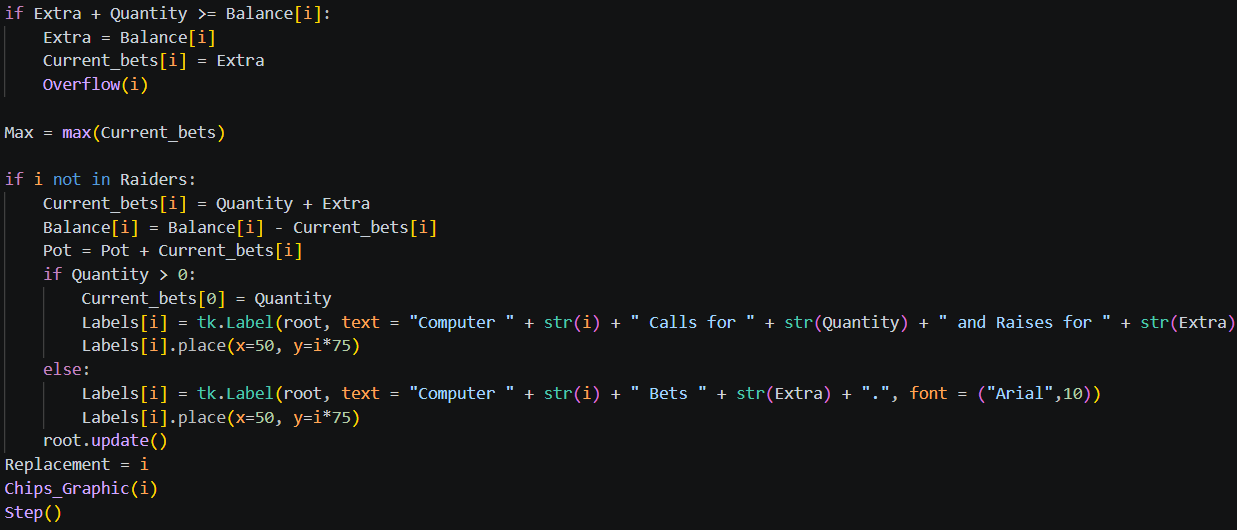 if Extra + Quantity >= Balance[i]:
    Extra = Balance[i]
    Current_bets[i] = Extra
    Overflow(i)

Max = max(Current_bets)

if i not in Raiders:
    Current_bets[i] = Quantity + Extra
    Balance[i] = Balance[i] - Current_bets[i]
    Pot = Pot + Current_bets[i]
    if Quantity > 0:
        Current_bets[0] = Quantity
        Labels[i] = tk.Label(root, text = "Computer " + str(i) + " Calls for " + str(Quantity) + " and Raises for " + str(Extra)
        Labels[i].place(x=50, y=i*75)
    else:
        Labels[i] = tk.Label(root, text = "Computer " + str(i) + " Bets " + str(Extra) + ".", font = ("Arial",10))
        Labels[i].place(x=50, y=i*75)
    root.update()
Replacement = i
Chips_Graphic(i)
Step()